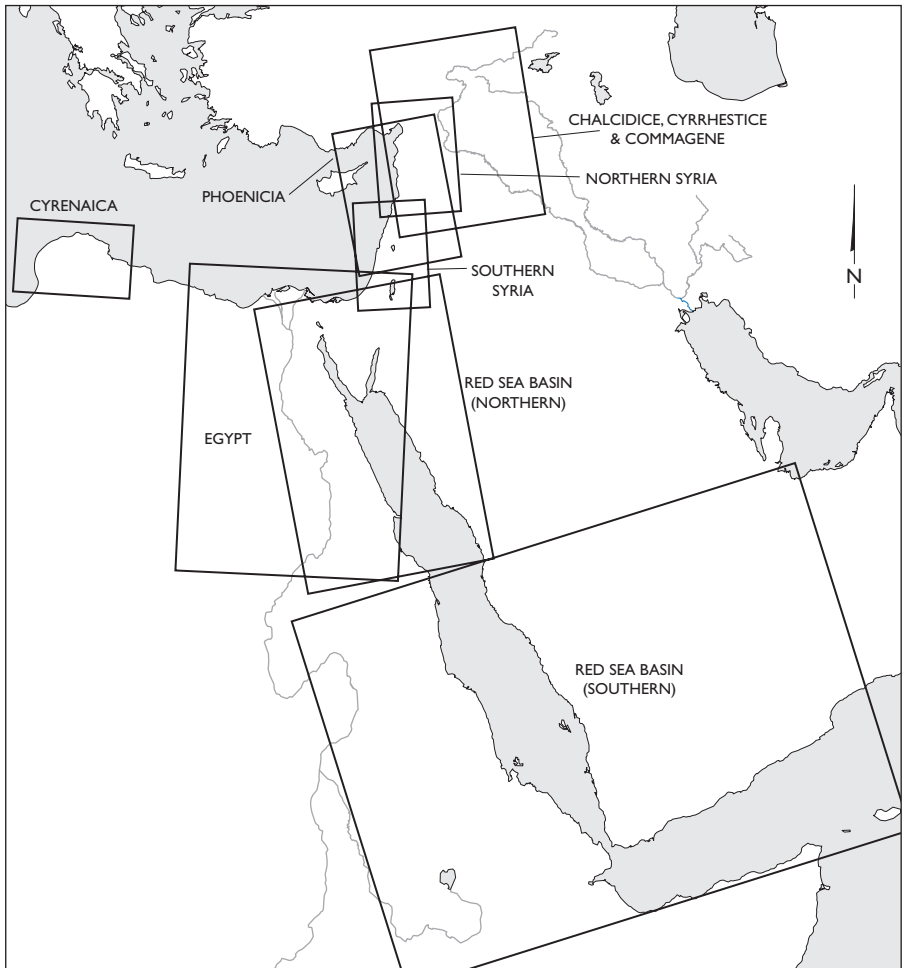 CHALCIDICE, CYRRHESTICE
& COMMAGENE
NORTHERN SYRIA
PHOENICIA
CYRENAICA
SOUTHERN
SYRIA
N
RED SEA BASIN
(NORTHERN)
EGYPT
RED SEA BASIN
(SOUTHERN)